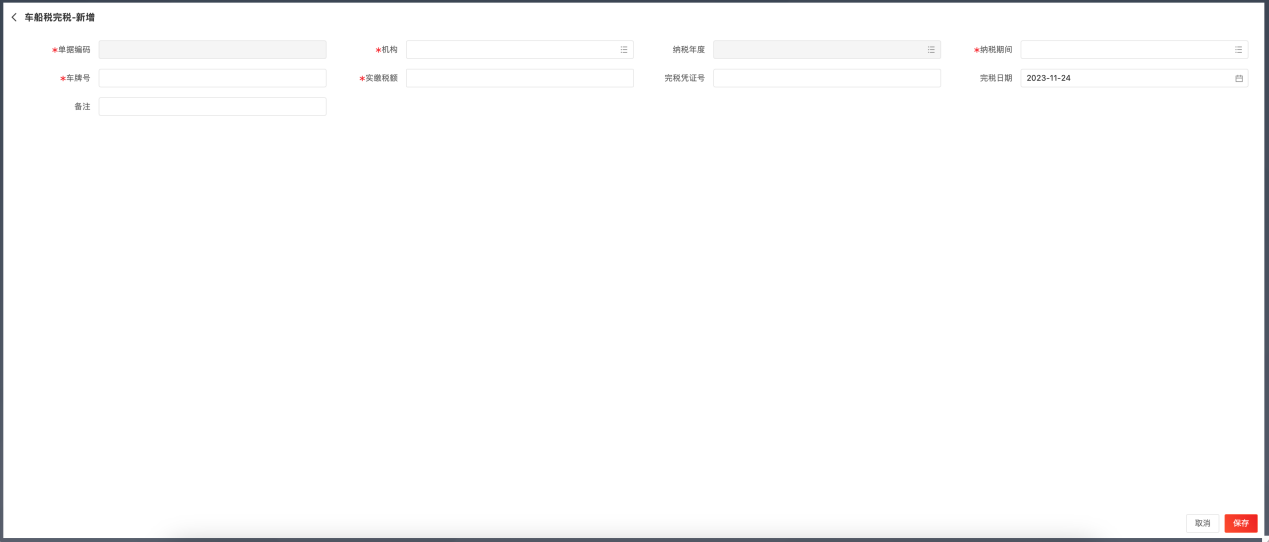 车船税完税-新增
*单据编码 *机构 纳税年度 *纳税期间
*车牌号 *实缴税额 完税凭证号 完税日期 2023-11-24
备注
取消 保存